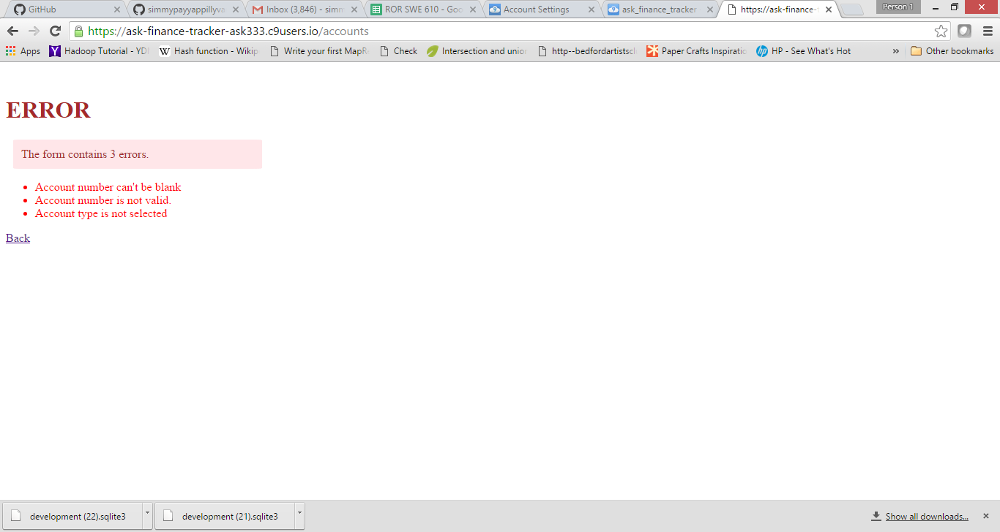 GitHub
simmypayyappillyva
Inbox (3,846) - simm
ROR SWE 610 - Goo
Account Settings
ask_finance_tracker
https://ask-finance-t
Person 1
https://ask-finance-tracker-ask333.c9users.io/accounts
Apps
Hadoop Tutorial - YDN
Hash function - Wikip
Write your first MapR
Check
Intersection and union
http--bedfordartistscl
Paper Crafts Inspiratio
HP - See What's Hot
»
Other bookmarks
ERROR
The form contains 3 errors.
• Account number can't be blank
• Account number is not valid.
• Account type is not selected
Back
development (22).sqlite3
development (21).sqlite3
Show all downloads...